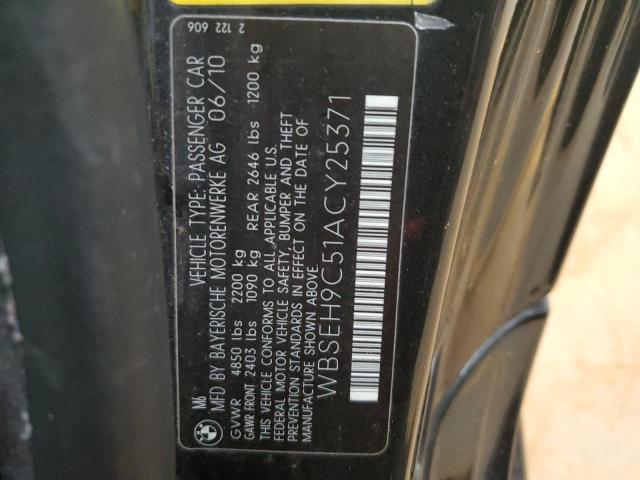 M6
VEHICLE TYPE: PASSENGER CAR
MFD BY BAYERISCHE MOTORENWERKE AG 06/10
GVWR 4850 lbs 2200 kg
GAWR FRONT 2403 lbs 1090 kg REAR 2646 lbs 1200 kg
THIS VEHICLE CONFORMS TO ALL APPLICABLE U.S.
FEDERAL MOTOR VEHICLE SAFETY, BUMPER AND THEFT
PREVENTION STANDARDS IN EFFECT ON THE DATE OF
MANUFACTURE SHOWN ABOVE.
WBSEH9C51ACY25371
2 122 606